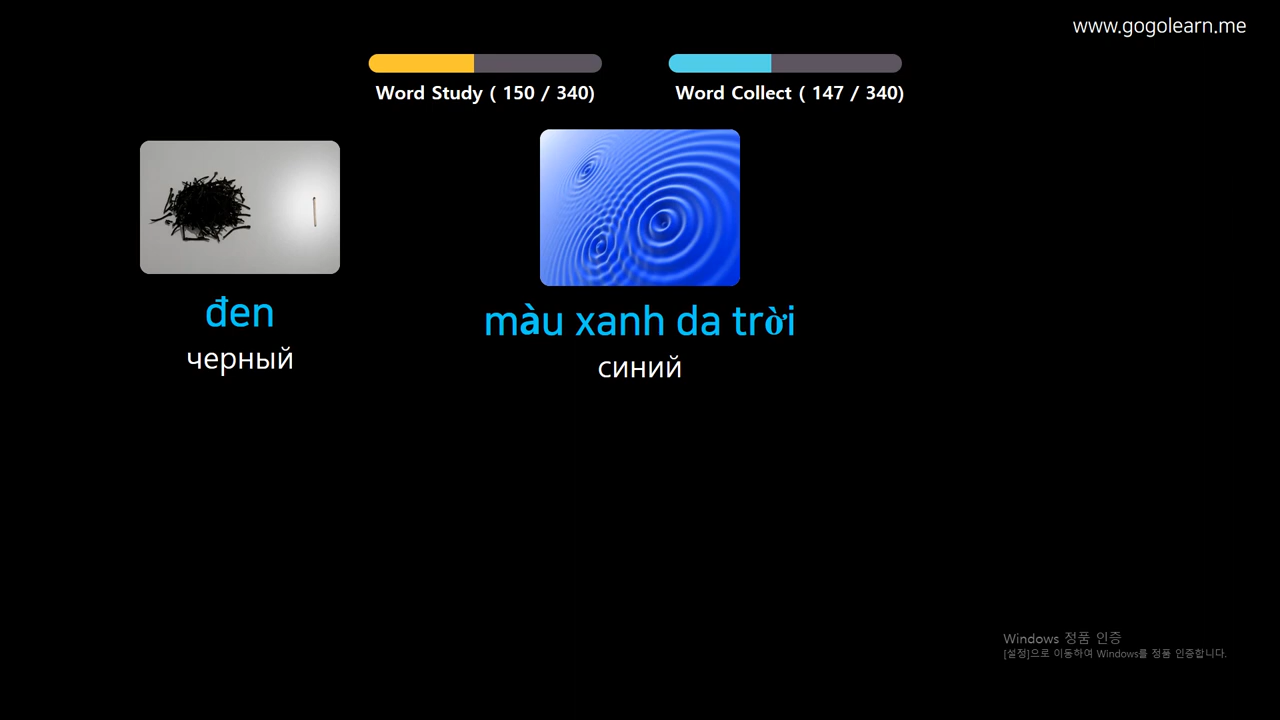 www.gogolearn.me
Word Study ( 150 / 340)
Word Collect ( 147 / 340)
đen
черный
màu xanh da trời
синий
Windows 정품 인증
[설정]으로 이동하여 Windows를 정품 인증합니다.